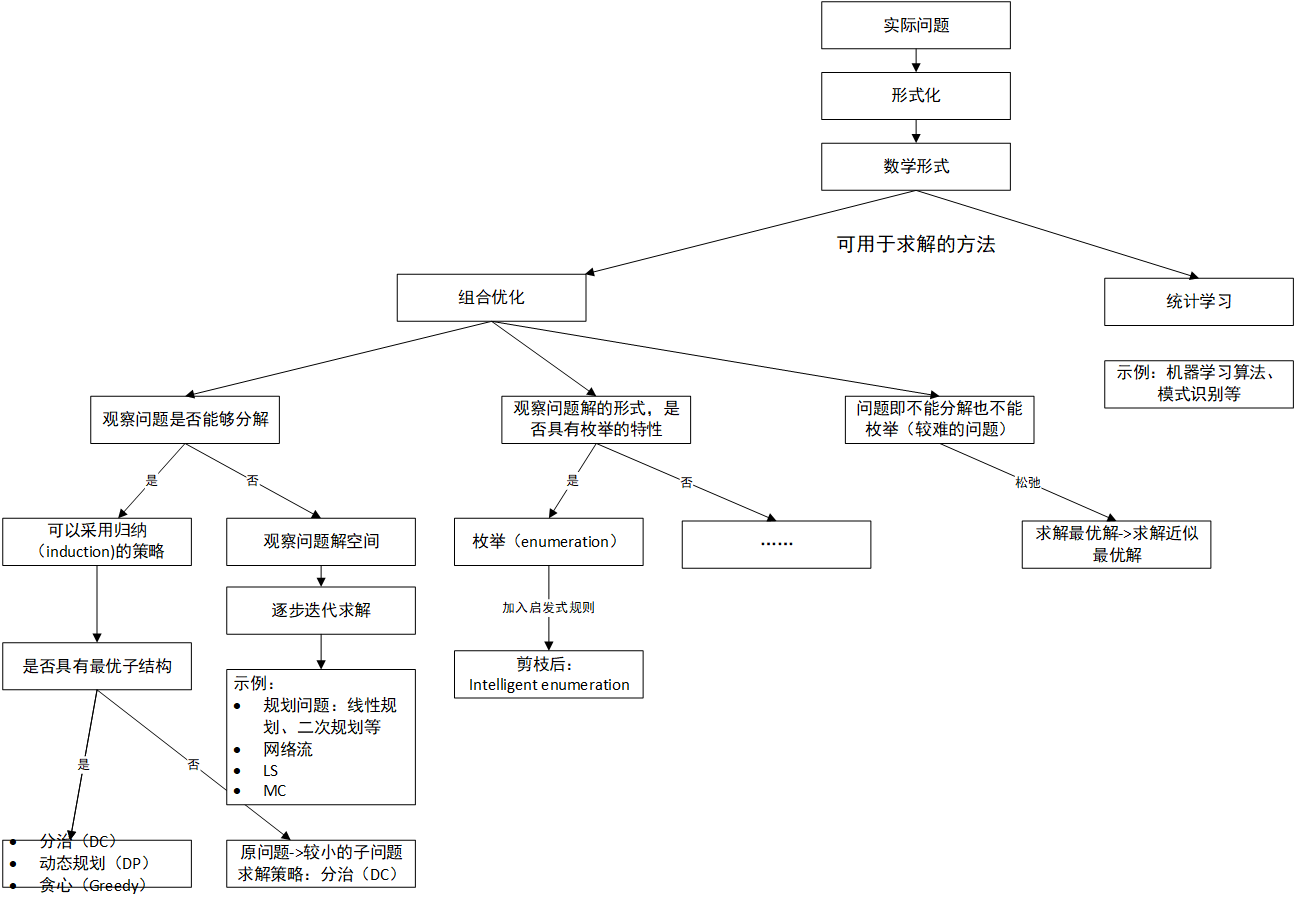 实际问题
形式化
数学形式
可用于求解的方法
组合优化
统计学习
示例：机器学习算法、
模式识别等
观察问题是否能够分解
观察问题解的形式，是
否具有枚举的特性
问题即不能分解也不能
枚举（较难的问题）
是
否
是
否
松弛
可以采用归纳
（induction)的策略
观察问题解空间
枚举（enumeration）
……
求解最优解->求解近似
最优解
逐步迭代求解
加入启发式规则
是否具有最优子结构
剪枝后：
Intelligent enumeration
示例：
• 规划问题：线性规
划、二次规划等
• 网络流
• LS
• MC
是
否
• 分治（DC）
• 动态规划（DP）
• 贪心（Greedy）
原问题->较小的子问题
求解策略：分治（DC）